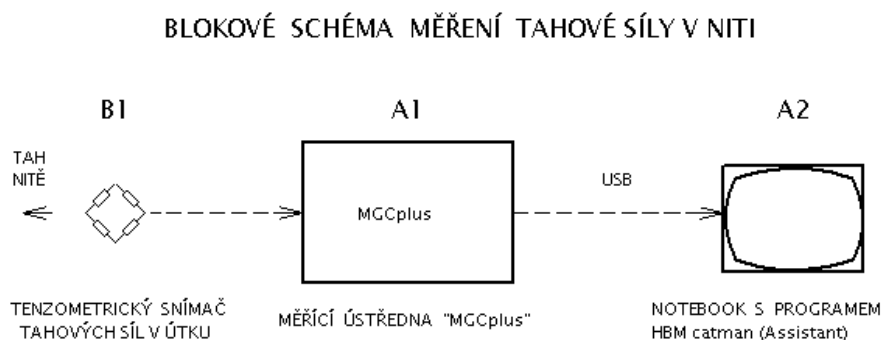 BLOKOVÉ SCHÉMA MĚŘENÍ TAHOVÉ SÍLY V NITI
B1
A1
A2
TAH
NITĚ
USB
MGCplus
TENZOMETRICKÝ SNÍMAČ
TAHOVÝCH SÍL V ÚTKU
MĚŘÍCÍ ÚSTŘEDNA "MGCplus"
NOTEBOOK S PROGRAMEM
HBM catman (Assistant)